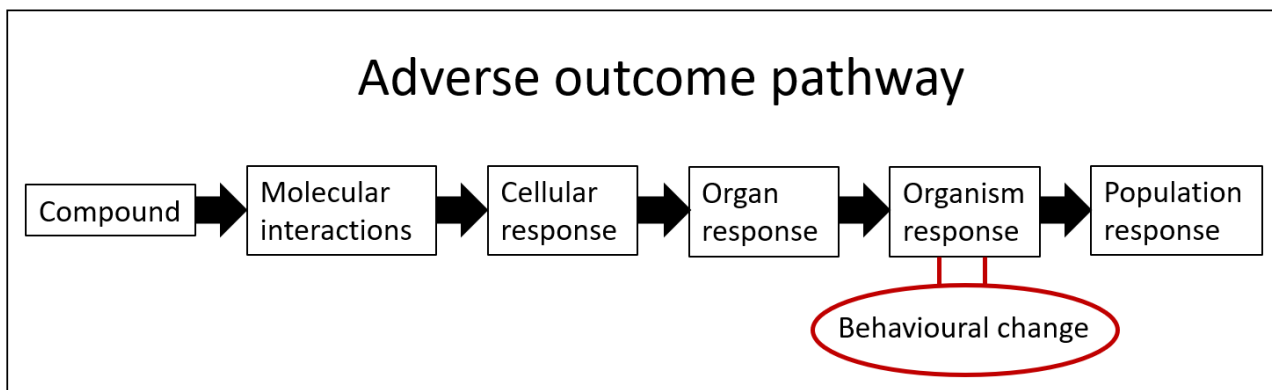 Adverse outcome pathway
Compound
Molecular
interactions
Cellular
response
Organ
response
Organism
response
Population
response
Behavioural change